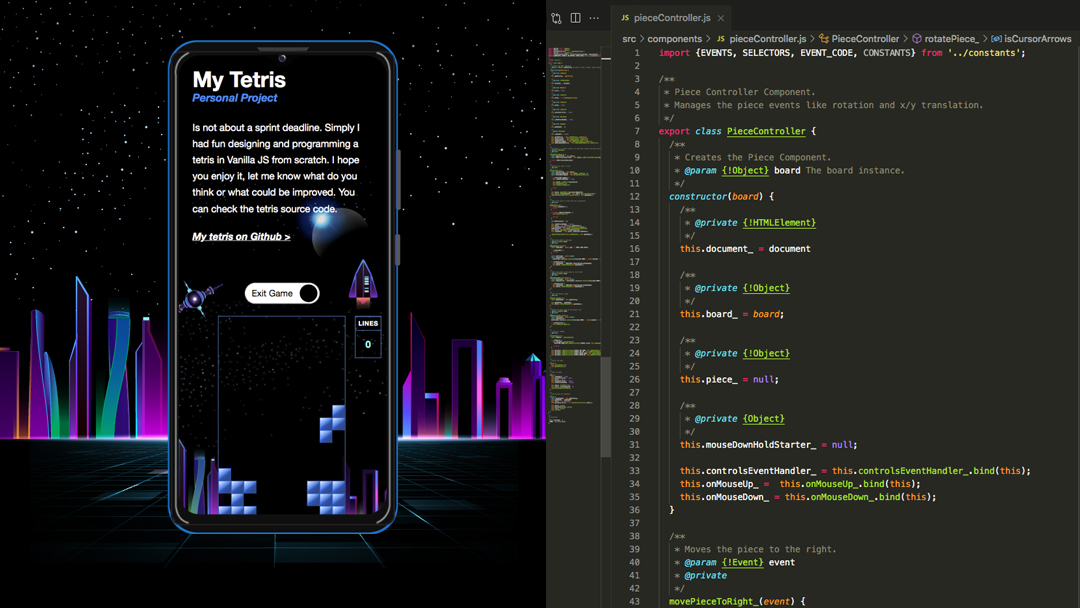 My Tetris
Personal Project
Is not about a sprint deadline. Simply I
had fun designing and programming a
tetris in Vanilla JS from scratch. I hope
you enjoy it, let me know what do you
think or what could be improved. You
can check the tetris source code.
My tetris on Github >
Exit Game
LINES
0
JS pieceController.js ×
src > components > JS pieceController.js > PieceController > rotatePiece_ > isCursorArrows
1 import {EVENTS, SELECTORS, EVENT_CODE, CONSTANTS} from '../constants';
2
3 /**
4 * Piece Controller Component.
5 * Manages the piece events like rotation and x/y translation.
6 */
7 export class PieceController {
8 /**
9 * Creates the Piece Component.
10 * @param {!Object} board The board instance.
11 */
12 constructor(board) {
13 /**
14 * @private {!HTMLElement}
15 */
16 this.document_ = document
17
18 /**
19 * @private {!Object}
20 */
21 this.board_ = board;
22
23 /**
24 * @private {!Object}
25 */
26 this.piece_ = null;
27
28 /**
29 * @private {Object}
30 */
31 this.mouseDownHoldStarter_ = null;
32
33 this.controlsEventHandler_ = this.controlsEventHandler_.bind(this);
34 this.onMouseUp_ = this.onMouseUp_.bind(this);
35 this.onMouseDown_ = this.onMouseDown_.bind(this);
36 }
37
38 /**
39 * Moves the piece to the right.
40 * @param {!Event} event
41 * @private
42 */
43 movePieceToRight_(event) {